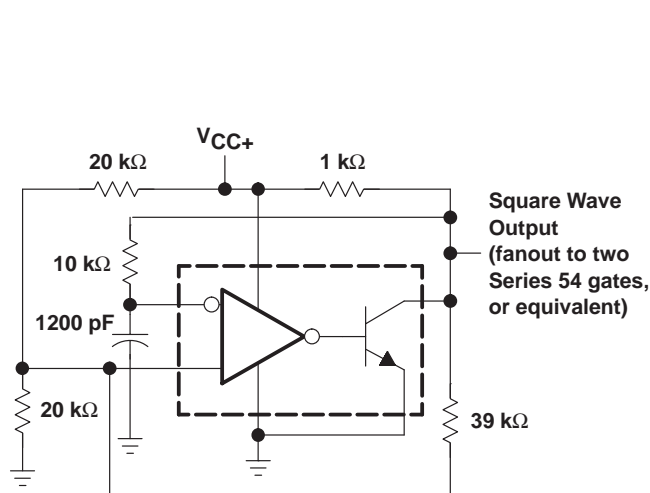 VCC+
20 kΩ
1 kΩ
Square Wave
Output
(fanout to two
Series 54 gates,
or equivalent)
10 kΩ
1200 pF
20 kΩ
39 kΩ